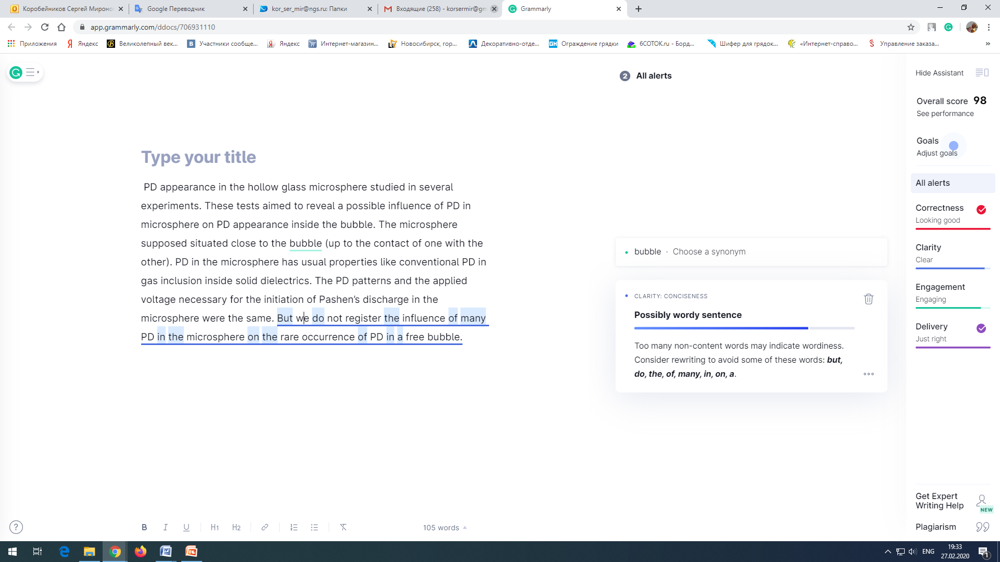 Коробейников Сергей Мироно
Google Переводчик
kor_ser_mir@ngs.ru: Папки
Входящие (258) - korsermir@gm
Grammarly
app.grammarly.com/ddocs/706931110
Приложения
Яндекс
Великолепный век...
Участники сообще...
Яндекс
Интернет-магазин...
Новосибирск, гор...
Декоративно-отде...
Ограждение грядки
6COTOK.ru - Борд...
Шифер для грядок...
«Интернет-справо...
Управление заказа...
»
2 All alerts
Hide Assistant
Overall score 98
See performance
Goals
Adjust goals
All alerts
Correctness
Looking good
Clarity
Clear
Engagement
Engaging
Delivery
Just right
Get Expert
Writing Help
NEW
Plagiarism
Type your title
PD appearance in the hollow glass microsphere studied in several
experiments. These tests aimed to reveal a possible influence of PD in
microsphere on PD appearance inside the bubble. The microsphere
supposed situated close to the bubble (up to the contact of one with the
other). PD in the microsphere has usual properties like conventional PD in
gas inclusion inside solid dielectrics. The PD patterns and the applied
voltage necessary for the initiation of Pashen’s discharge in the
microsphere were the same. But we do not register the influence of many
PD in the microsphere on the rare occurrence of PD in a free bubble.
bubble · Choose a synonym
CLARITY: CONCISENESS
Possibly wordy sentence
Too many non-content words may indicate wordiness.
Consider rewriting to avoid some of these words: but,
do, the, of, many, in, on, a.
?
B I U H1 H2
105 words
ENG
19:33
27.02.2020
1